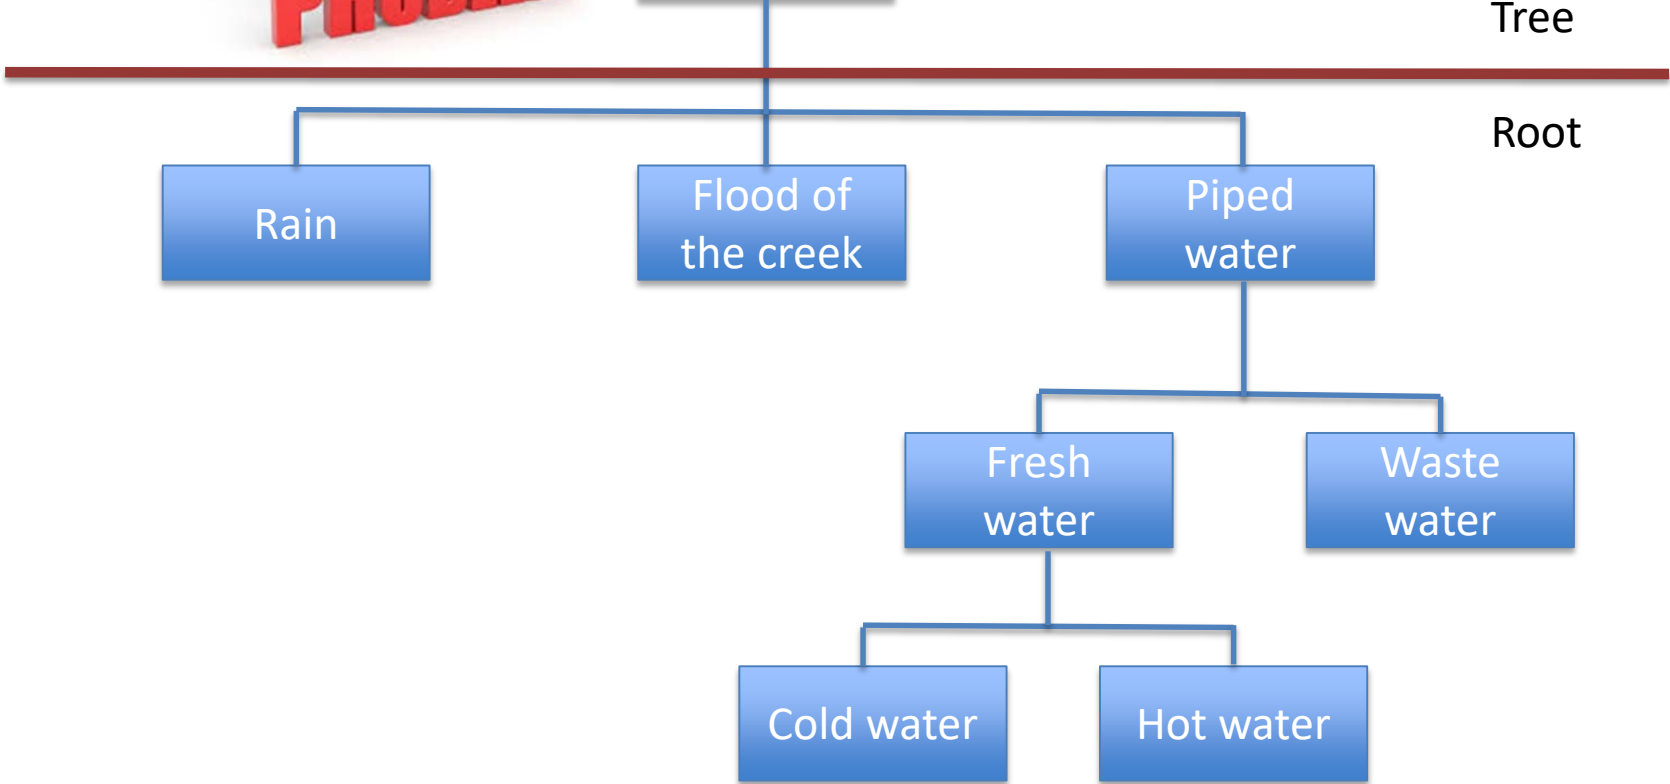 Tree
Root
Rain
Flood of
the creek
Piped
water
Fresh
water
Waste
water
Cold water
Hot water